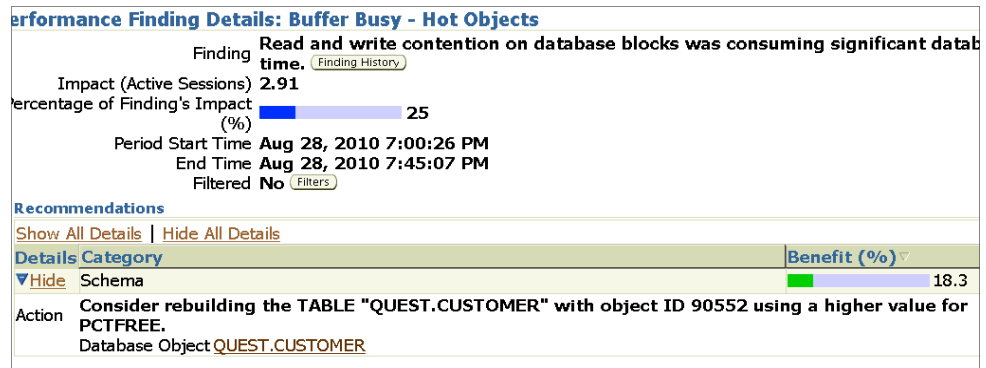 erformance Finding Details: Buffer Busy - Hot Objects
Finding Read and write contention on database blocks was consuming significant datab
time. Finding History
Impact (Active Sessions) 2.91
Percentage of Finding's Impact
(%) 25
Period Start Time Aug 28, 2010 7:00:26 PM
End Time Aug 28, 2010 7:45:07 PM
Filtered No Filters
Recommendations
Show All Details | Hide All Details
Details Category Benefit (%)
Hide Schema 18.3
Action Consider rebuilding the TABLE "QUEST.CUSTOMER" with object ID 90552 using a higher value for
PCTFREE.
Database Object QUEST.CUSTOMER